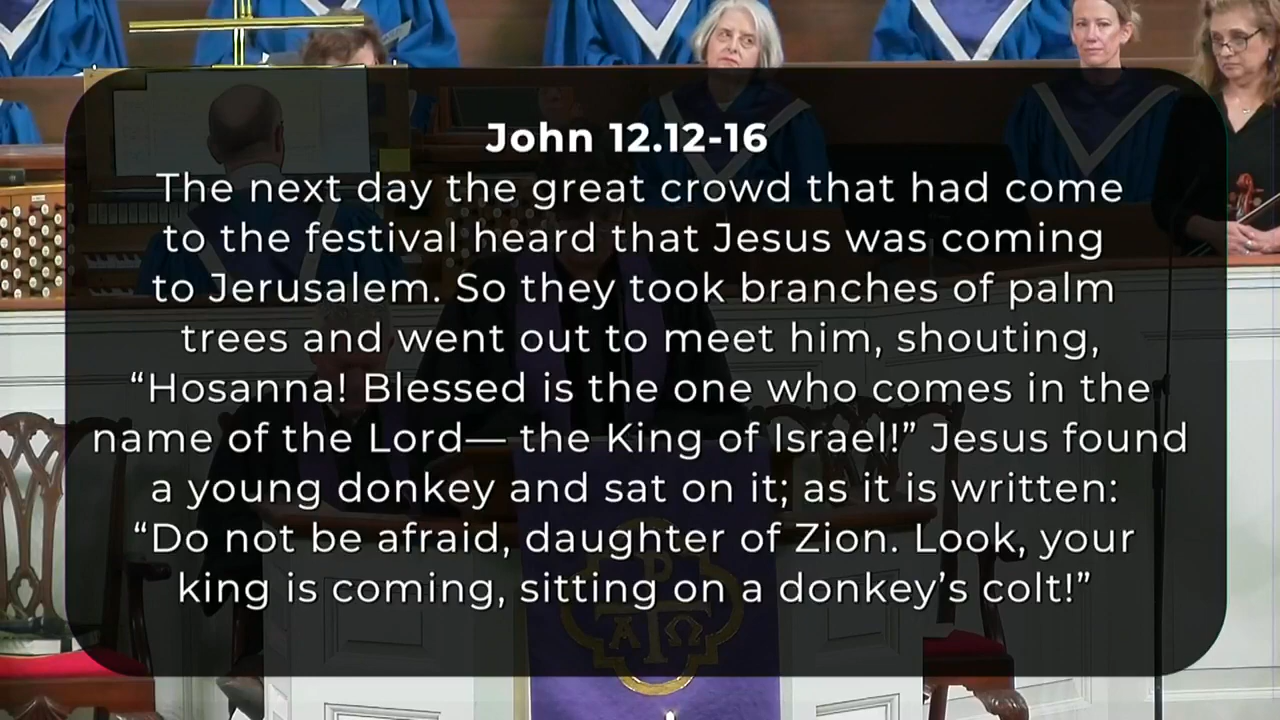 John 12.12-16
The next day the great crowd that had come
to the festival heard that Jesus was coming
to Jerusalem. So they took branches of palm
trees and went out to meet him, shouting,
“Hosanna! Blessed is the one who comes in the
name of the Lord— the King of Israel!” Jesus found
a young donkey and sat on it; as it is written:
“Do not be afraid, daughter of Zion. Look, your
king is coming, sitting on a donkey’s colt!”
P
Α Ω